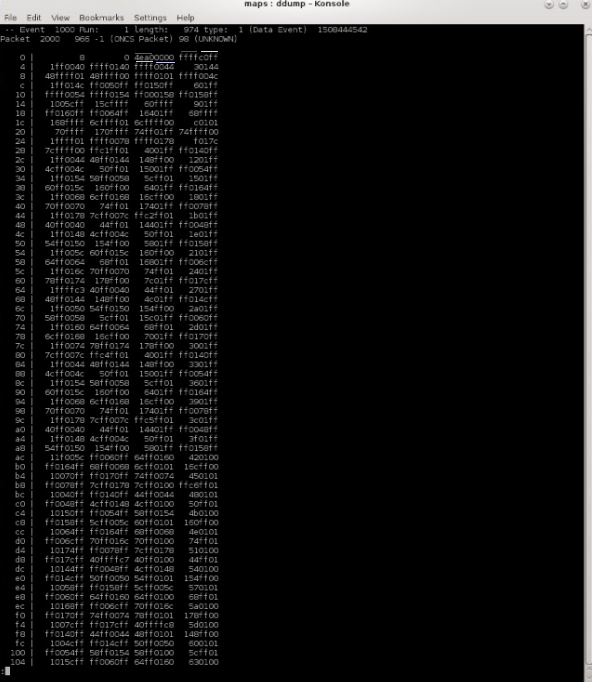 maps : ddump - Konsole
File Edit View Bookmarks Settings Help
-- Event 1000 Run: 1 length: 974 type: 1 (Data Event) 1508444542
Packet 2000 966 -1 (ONCS Packet) 98 (UNKNOWN)
0 | 8 0 4ea00000 ffffc0ff
4 | 1ff0040 ffff0140 ffff0044 30144
8 | 48ffff01 48ffff00 ffff0101 ffff004c
c | 1ff014c ff0050ff ff0150ff 601ff
10 | ffff0054 ffff0154 ff000158 ff0158ff
14 | 1005cff 15cffff 60ffff 901ff
18 | ff0160ff ff0064ff 16401ff 68ffff
1c | 168ffff 6cffff01 6cffff00 c0101
20 | 70ffff 170ffff 74ff01ff 74ffff00
24 | 1ffff01 ffff0078 ffff0178 f017c
28 | 7cffff00 ffc1ff01 4001ff ff0140ff
2c | 1ff0044 48ff0144 148ff00 1201ff
30 | 4cff004c 50ff01 15001ff ff0054ff
34 | 1ff0154 58ff0058 5cff01 1501ff
38 | 60ff015c 160ff00 6401ff ff0164ff
3c | 1ff0068 6cff0168 16cff00 1801ff
40 | 70ff0070 74ff01 17401ff ff0078ff
44 | 1ff0178 7cff007c ffc2ff01 1b01ff
48 | 40ff0040 44ff01 14401ff ff0048ff
4c | 1ff0148 4cff004c 50ff01 1e01ff
50 | 54ff0150 154ff00 5801ff ff0158ff
54 | 1ff005c 60ff015c 160ff00 2101ff
58 | 64ff0064 68ff01 16801ff ff006cff
5c | 1ff016c 70ff0070 74ff01 2401ff
60 | 78ff0174 178ff00 7c01ff ff017cff
64 | 1ffffc3 40ff0040 44ff01 2701ff
68 | 48ff0144 148ff00 4c01ff ff014cff
6c | 1ff0050 54ff0150 154ff00 2a01ff
70 | 58ff0058 5cff01 15c01ff ff0060ff
74 | 1ff0160 64ff0064 68ff01 2d01ff
78 | 6cff0168 16cff00 7001ff ff0170ff
7c | 1ff0074 78ff0174 178ff00 3001ff
80 | 7cff007c ffc4ff01 4001ff ff0140ff
84 | 1ff0044 48ff0144 148ff00 3301ff
88 | 4cff004c 50ff01 15001ff ff0054ff
8c | 1ff0154 58ff0058 5cff01 3601ff
90 | 60ff015c 160ff00 6401ff ff0164ff
94 | 1ff0068 6cff0168 16cff00 3901ff
98 | 70ff0070 74ff01 17401ff ff0078ff
9c | 1ff0178 7cff007c ffc5ff01 3c01ff
a0 | 40ff0040 44ff01 14401ff ff0048ff
a4 | 1ff0148 4cff004c 50ff01 3f01ff
a8 | 54ff0150 154ff00 5801ff ff0158ff
ac | 11f005c ff0060ff 64ff0160 420100
b0 | ff0164ff 68ff0068 6cff0101 16cff00
b4 | 10070ff ff0170ff 74ff0074 450101
b8 | ff0078ff 7cff0178 7cff0100 ffc6ff01
bc | 10040ff ff0140ff 44ff0044 480101
c0 | ff0048ff 4cff0148 4cff0100 50ff01
c4 | 10150ff ff0054ff 58ff0154 4b0100
c8 | ff0158ff 5cff005c 60ff0101 160ff00
cc | 10064ff ff0164ff 68ff0068 4e0101
d0 | ff006cff 70ff016c 70ff0100 74ff01
d4 | 10174ff ff0078ff 7cff0178 510100
d8 | ff017cff 40ffffc7 40ff0100 44ff01
dc | 10144ff ff0048ff 4cff0148 540100
e0 | ff014cff 50ff0050 54ff0101 154ff00
e4 | 10058ff ff0158ff 5cff005c 570101
e8 | ff0060ff 64ff0160 64ff0100 68ff01
ec | 10168ff ff006cff 70ff016c 5a0100
f0 | ff0170ff 74ff0074 78ff0101 178ff00
f4 | 1007cff ff017cff 40ffffc8 5d0100
f8 | ff0140ff 44ff0044 48ff0101 148ff00
fc | 1004cff ff014cff 50ff0050 600101
100 | ff0054ff 58ff0154 58ff0100 5cff01
104 | 1015cff ff0060ff 64ff0160 630100
: